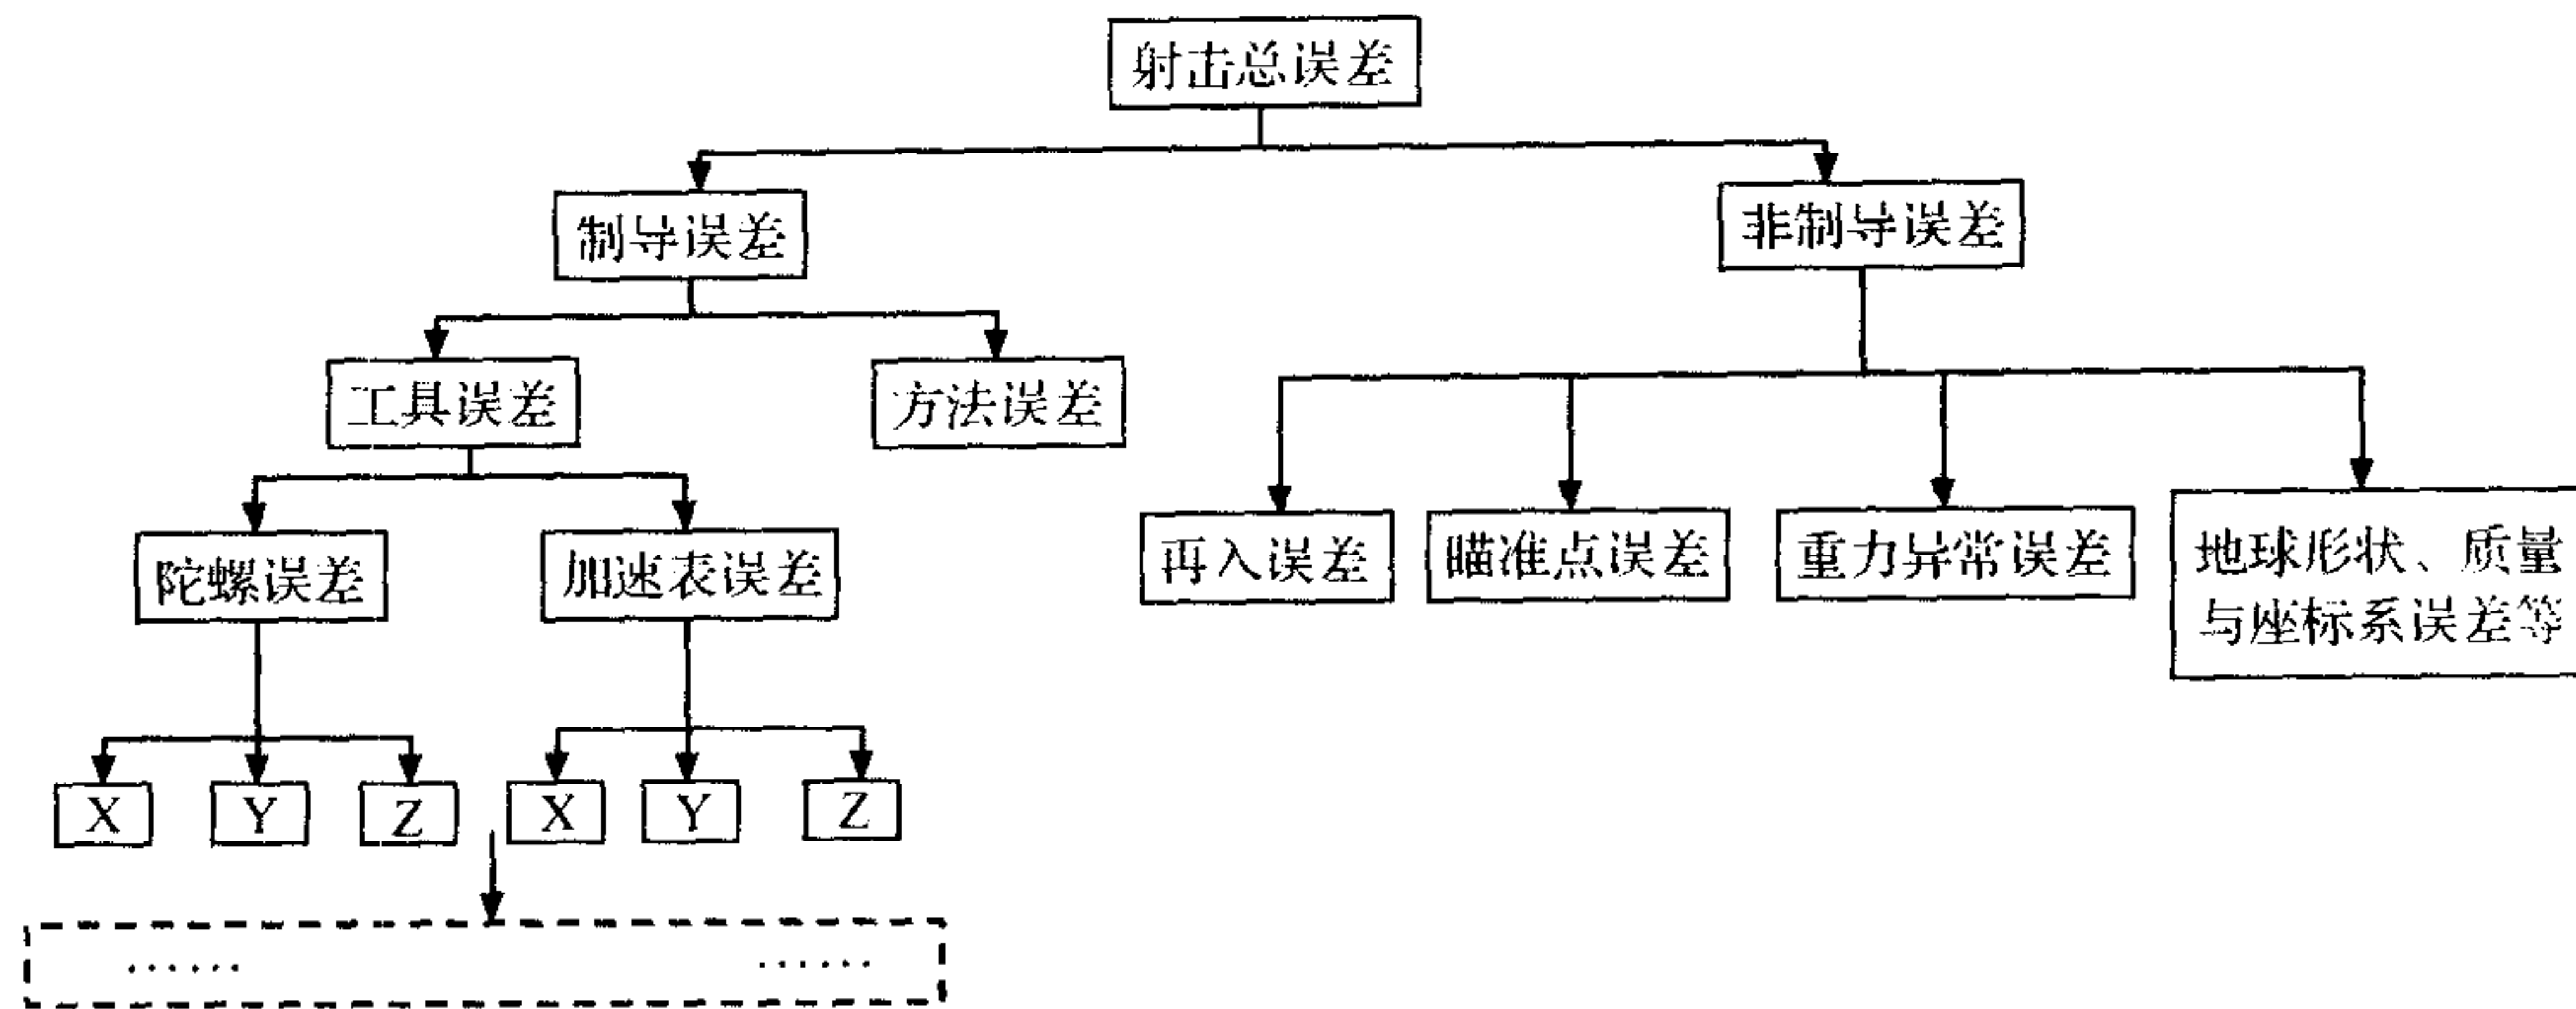 射击总误差
制导误差
非制导误差
工具误差
方法误差
陀螺误差
加速表误差
再入误差
瞄准点误差
重力异常误差
地球形状、质量
与座标系误差等
X
Y
Z
X
Y
Z
······
······